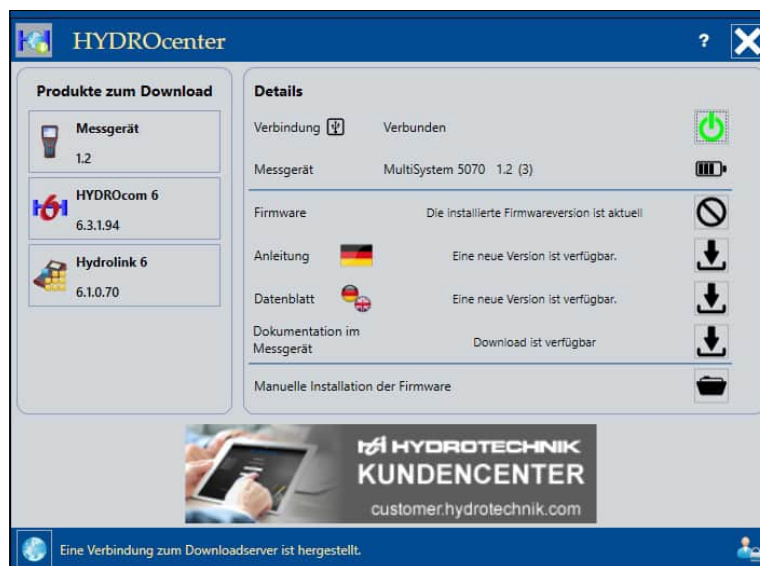 HYDROcenter
?
Produkte zum Download
Messgerät
1.2
HYDROcom 6
6.3.1.94
Hydrolink 6
6.1.0.70
Details
Verbindung
Verbunden
Messgerät
MultiSystem 5070 1.2 (3)
Firmware
Die installierte Firmwareversion ist aktuell
Anleitung
Eine neue Version ist verfügbar.
Datenblatt
Eine neue Version ist verfügbar.
Dokumentation im
Messgerät
Download ist verfügbar
Manuelle Installation der Firmware
HYDROTECHNIK
KUNDENCENTER
customer.hydrotechnik.com
Eine Verbindung zum Downloadserver ist hergestellt.